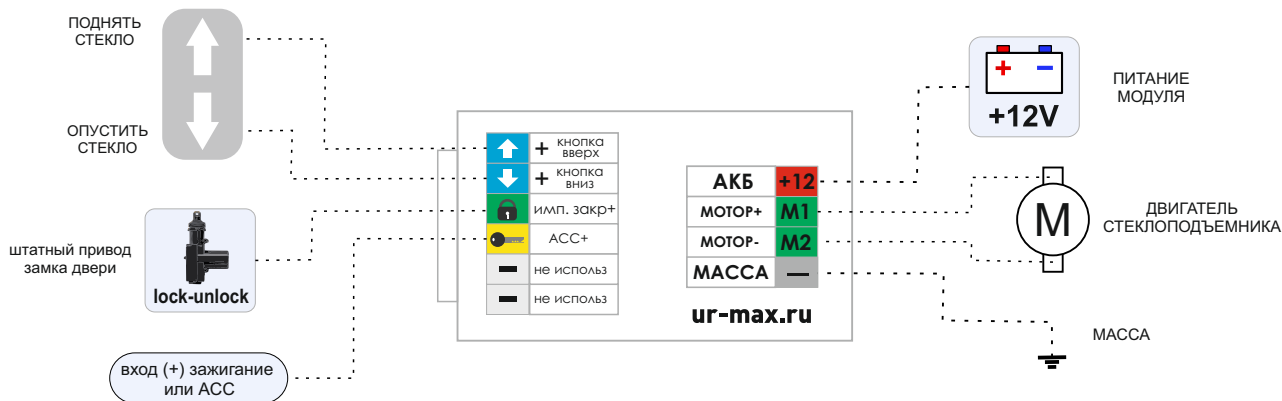 ПОДНЯТЬ
СТЕКЛО
ОПУСТИТЬ
СТЕКЛО
штатный привод
замка двери
lock-unlock
вход (+) зажигание
или ACC
+ кнопка
вверх
+ кнопка
вниз
имп. закр+
ACC+
не использ
не использ
АКБ +12
МОТОР+ M1
МОТОР- M2
МАССА —
ur-max.ru
+ −
+12V
ПИТАНИЕ
МОДУЛЯ
M
ДВИГАТЕЛЬ
СТЕКЛОПОДЪЕМНИКА
МАССА